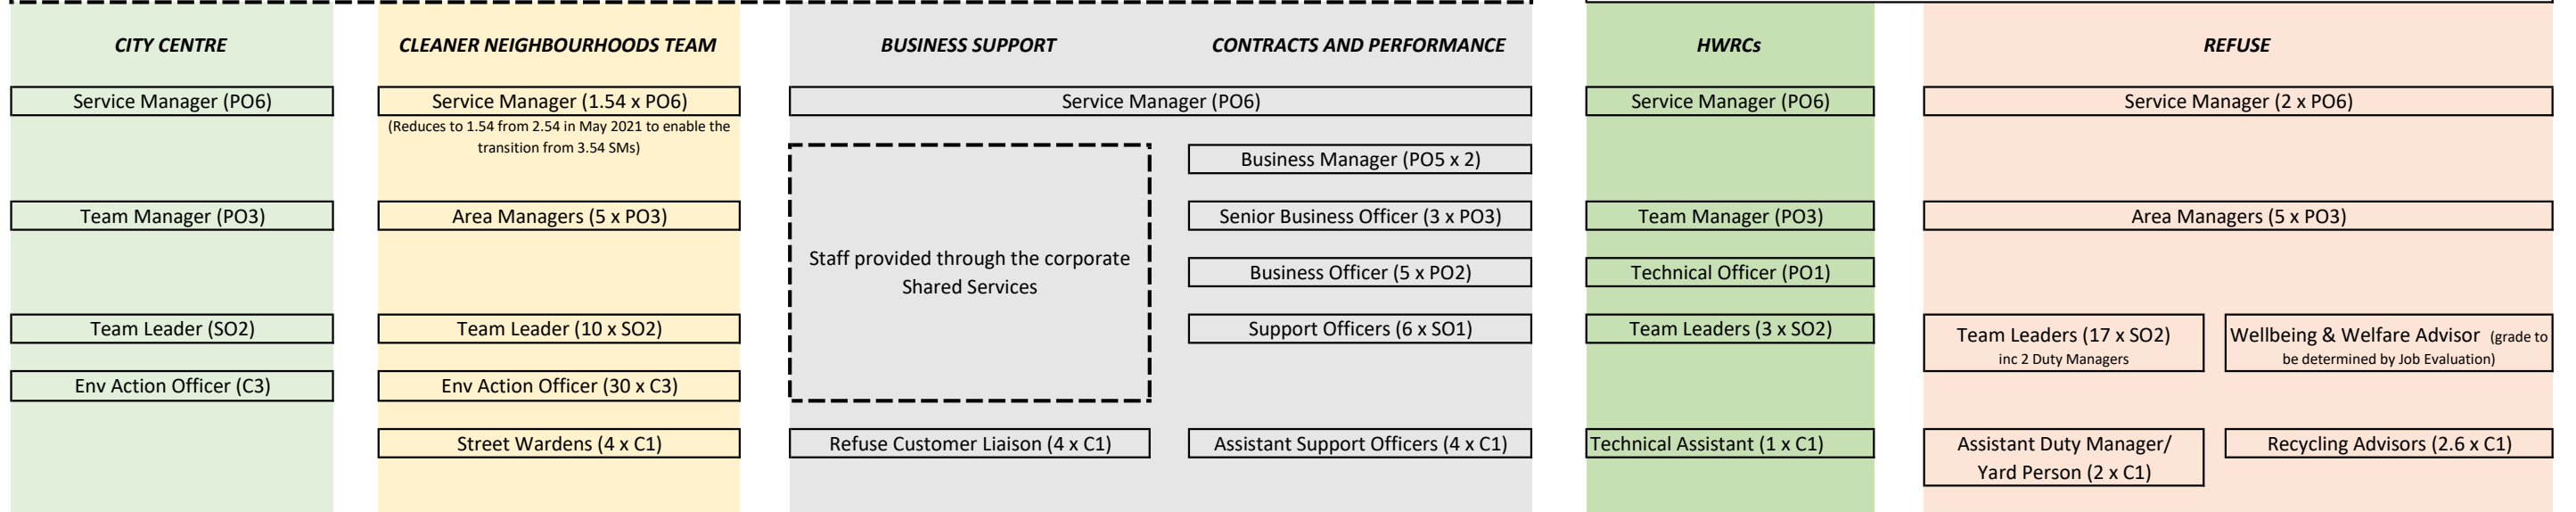 CITY CENTRE
Service Manager (PO6)
Team Manager (PO3)
Team Leader (SO2)
Env Action Officer (C3)
CLEANER NEIGHBOURHOODS TEAM
Service Manager (1.54 x PO6)
(Reduces to 1.54 from 2.54 in May 2021 to enable the
transition from 3.54 SMs)
Area Managers (5 x PO3)
Team Leader (10 x SO2)
Env Action Officer (30 x C3)
Street Wardens (4 x C1)
BUSINESS SUPPORT
CONTRACTS AND PERFORMANCE
Service Manager (PO6)
Staff provided through the corporate
Shared Services
Refuse Customer Liaison (4 x C1)
Business Manager (PO5 x 2)
Senior Business Officer (3 x PO3)
Business Officer (5 x PO2)
Support Officers (6 x SO1)
Assistant Support Officers (4 x C1)
HWRCs
Service Manager (PO6)
Team Manager (PO3)
Technical Officer (PO1)
Team Leaders (3 x SO2)
Technical Assistant (1 x C1)
REFUSE
Service Manager (2 x PO6)
Area Managers (5 x PO3)
Team Leaders (17 x SO2)
inc 2 Duty Managers
Wellbeing & Welfare Advisor (grade to
be determined by Job Evaluation)
Assistant Duty Manager/
Yard Person (2 x C1)
Recycling Advisors (2.6 x C1)